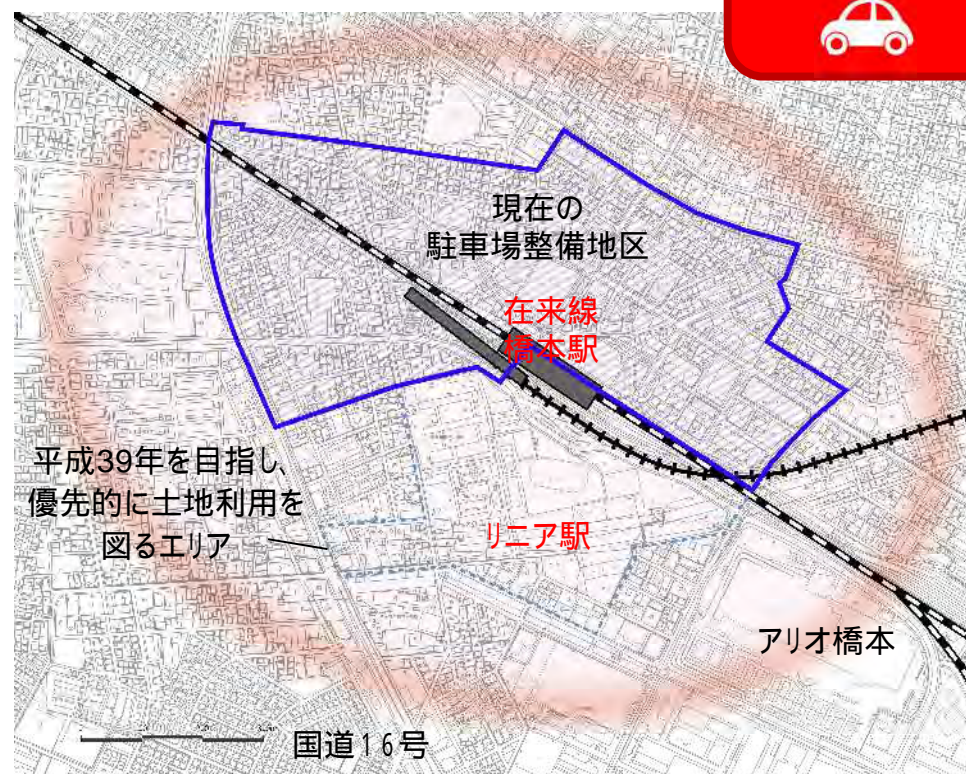 現在の
駐車場整備地区
在来線
橋本駅
平成39年を目指し、
優先的に土地利用を
図るエリア
リニア駅
アリオ橋本
国道16号